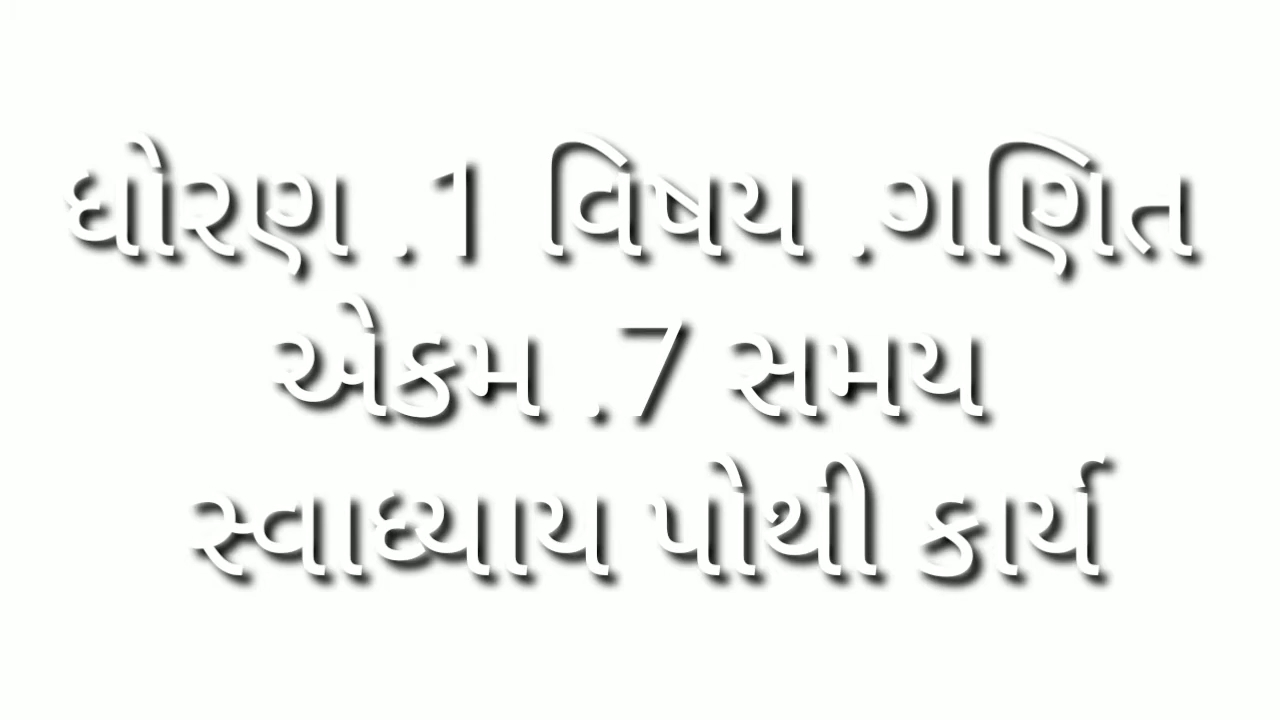 ધોરણ .1 વિષય .ગણિત
એકમ .7 સમય
સ્વાધ્યાય પોથી કાર્ય